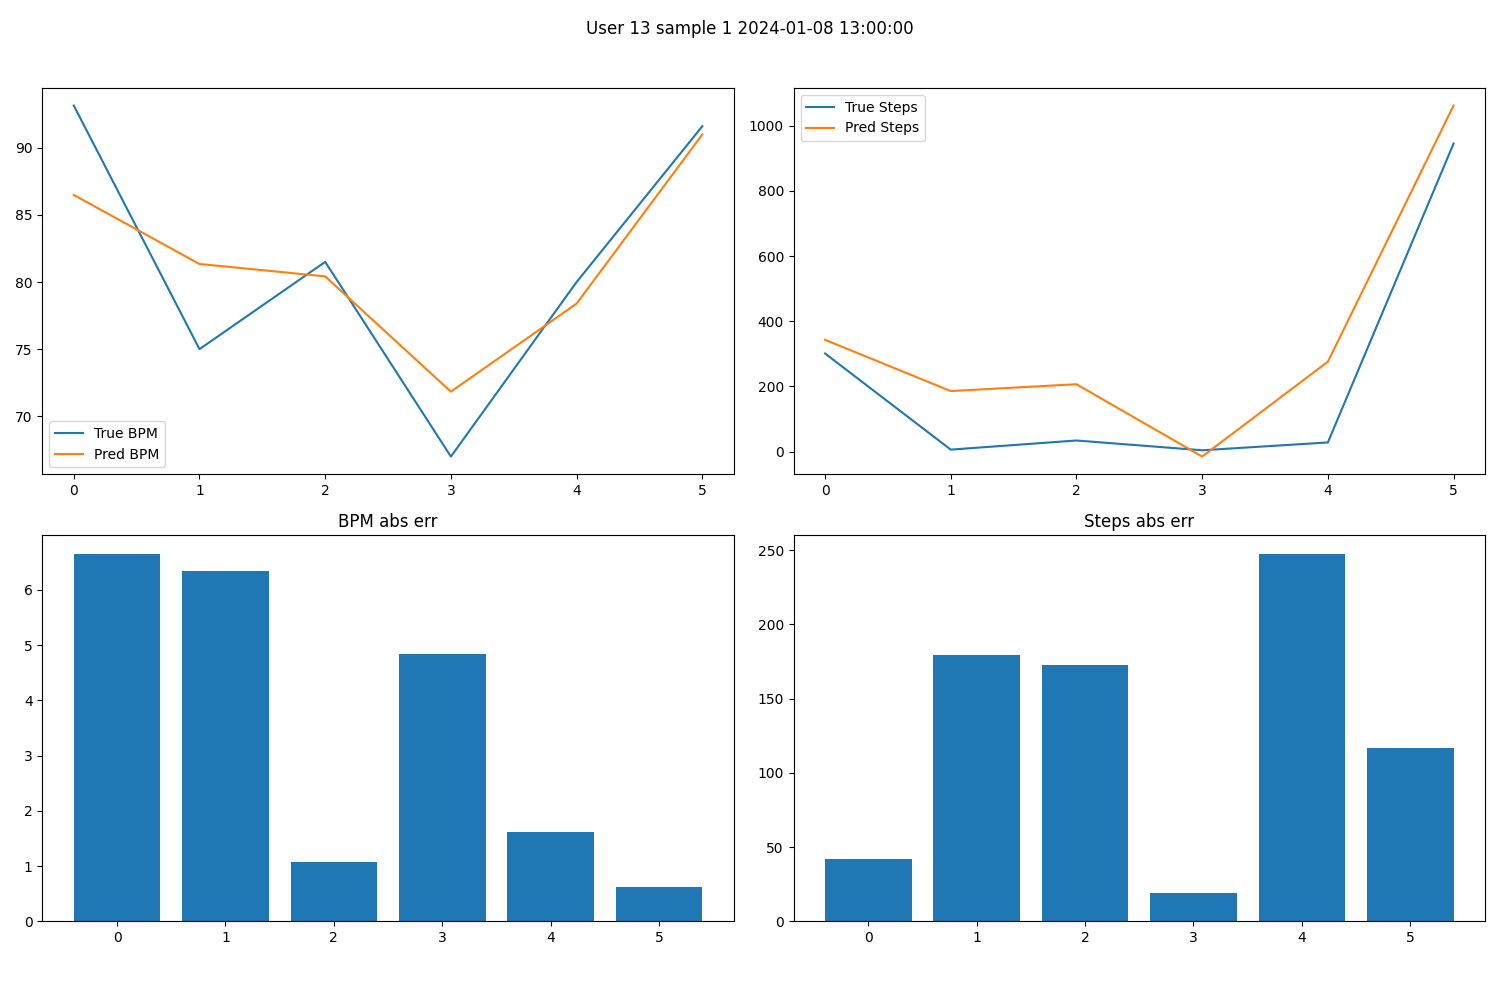 User 13 sample 1 2024-01-08 13:00:00
90
85
80
75
70
True BPM
Pred BPM
0 1 2 3 4 5
True Steps
Pred Steps
1000
800
600
400
200
0
0 1 2 3 4 5
BPM abs err
6
5
4
3
2
1
0
0 1 2 3 4 5
Steps abs err
250
200
150
100
50
0
0 1 2 3 4 5